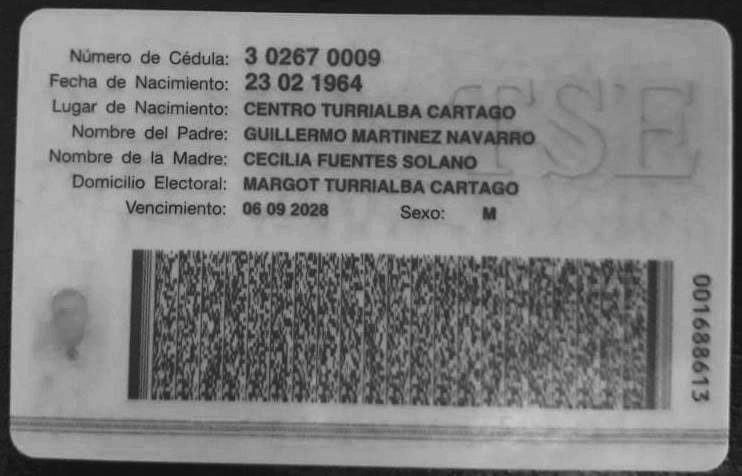 Número de Cédula: 3 0267 0009
Fecha de Nacimiento: 23 02 1964
Lugar de Nacimiento: CENTRO TURRIALBA CARTAGO
Nombre del Padre: GUILLERMO MARTINEZ NAVARRO
Nombre de la Madre: CECILIA FUENTES SOLANO
Domicilio Electoral: MARGOT TURRIALBA CARTAGO
Vencimiento: 06 09 2028 Sexo: M
TSE
001688613